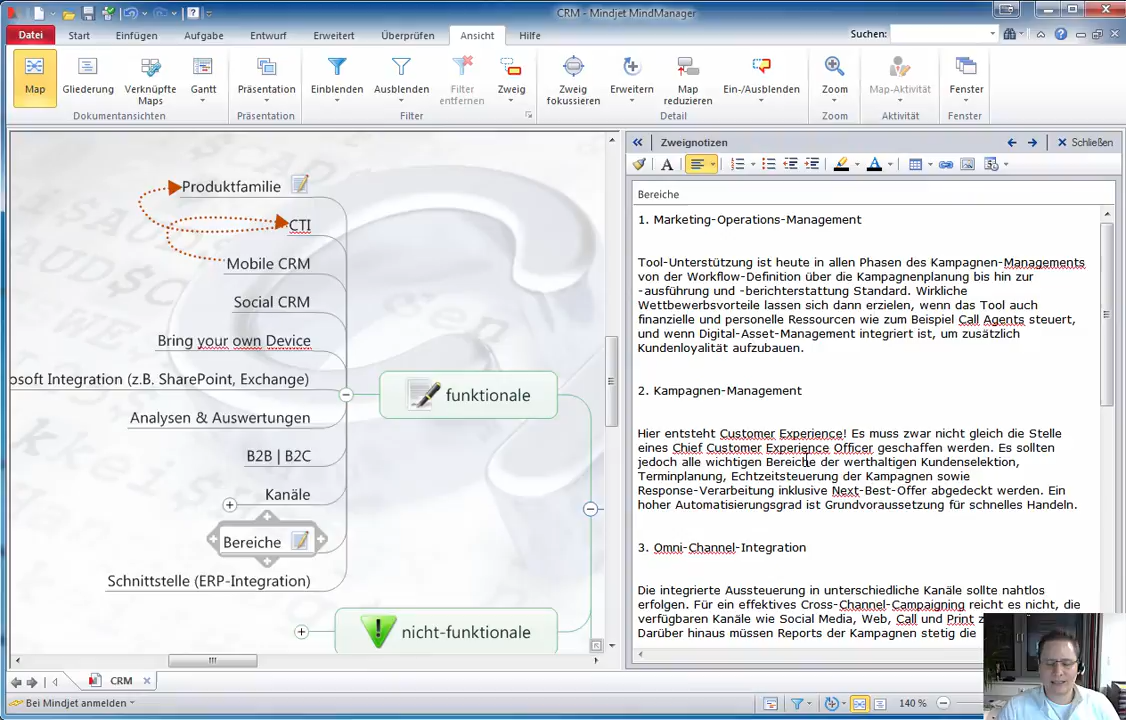 CRM - Mindjet MindManager
Datei Start Einfügen Aufgabe Entwurf Erweitert Überprüfen Ansicht Hilfe Suchen:
Map Gliederung Verknüpfte Maps Gantt Präsentation Einblenden Ausblenden Filter entfernen Zweig Zweig fokussieren Erweitern Map reduzieren Ein-/Ausblenden Zoom Map-Aktivität Fenster
Dokumentansichten Präsentation Filter Detail Zoom Aktivität Fenster
Produktfamilie
CTI
Mobile CRM
Social CRM
Bring your own Device
osoft Integration (z.B. SharePoint, Exchange)
Analysen & Auswertungen
B2B | B2C
Kanäle
Bereiche
Schnittstelle (ERP-Integration)
funktionale
nicht-funktionale
Zweignotizen Schließen
Bereiche
1. Marketing-Operations-Management
Tool-Unterstützung ist heute in allen Phasen des Kampagnen-Managements
von der Workflow-Definition über die Kampagnenplanung bis hin zur
-ausführung und -berichterstattung Standard. Wirkliche
Wettbewerbsvorteile lassen sich dann erzielen, wenn das Tool auch
finanzielle und personelle Ressourcen wie zum Beispiel Call Agents steuert,
und wenn Digital-Asset-Management integriert ist, um zusätzlich
Kundenloyalität aufzubauen.
2. Kampagnen-Management
Hier entsteht Customer Experience! Es muss zwar nicht gleich die Stelle
eines Chief Customer Experience Officer geschaffen werden. Es sollten
jedoch alle wichtigen Bereiche der werthaltigen Kundenselektion,
Terminplanung, Echtzeitsteuerung der Kampagnen sowie
Response-Verarbeitung inklusive Next-Best-Offer abgedeckt werden. Ein
hoher Automatisierungsgrad ist Grundvoraussetzung für schnelles Handeln.
3. Omni-Channel-Integration
Die integrierte Aussteuerung in unterschiedliche Kanäle sollte nahtlos
erfolgen. Für ein effektives Cross-Channel-Campaigning reicht es nicht, die
verfügbaren Kanäle wie Social Media, Web, Call und Print
Darüber hinaus müssen Reports der Kampagnen stetig die
CRM
Bei Mindjet anmelden
140 %